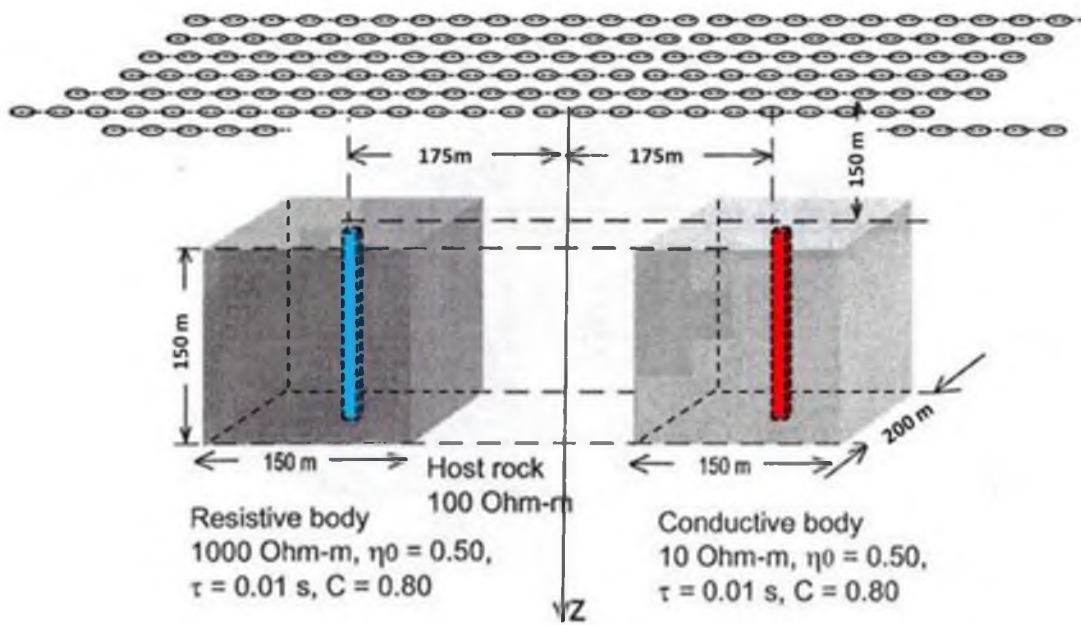 175m
175m
150 m
150 m
200 m
150 m
150 m
Host rock
100 Ohm-m
Resistive body
1000 Ohm-m, η0 = 0.50,
τ = 0.01 s, C = 0.80
Conductive body
10 Ohm-m, η0 = 0.50,
τ = 0.01 s, C = 0.80
Z